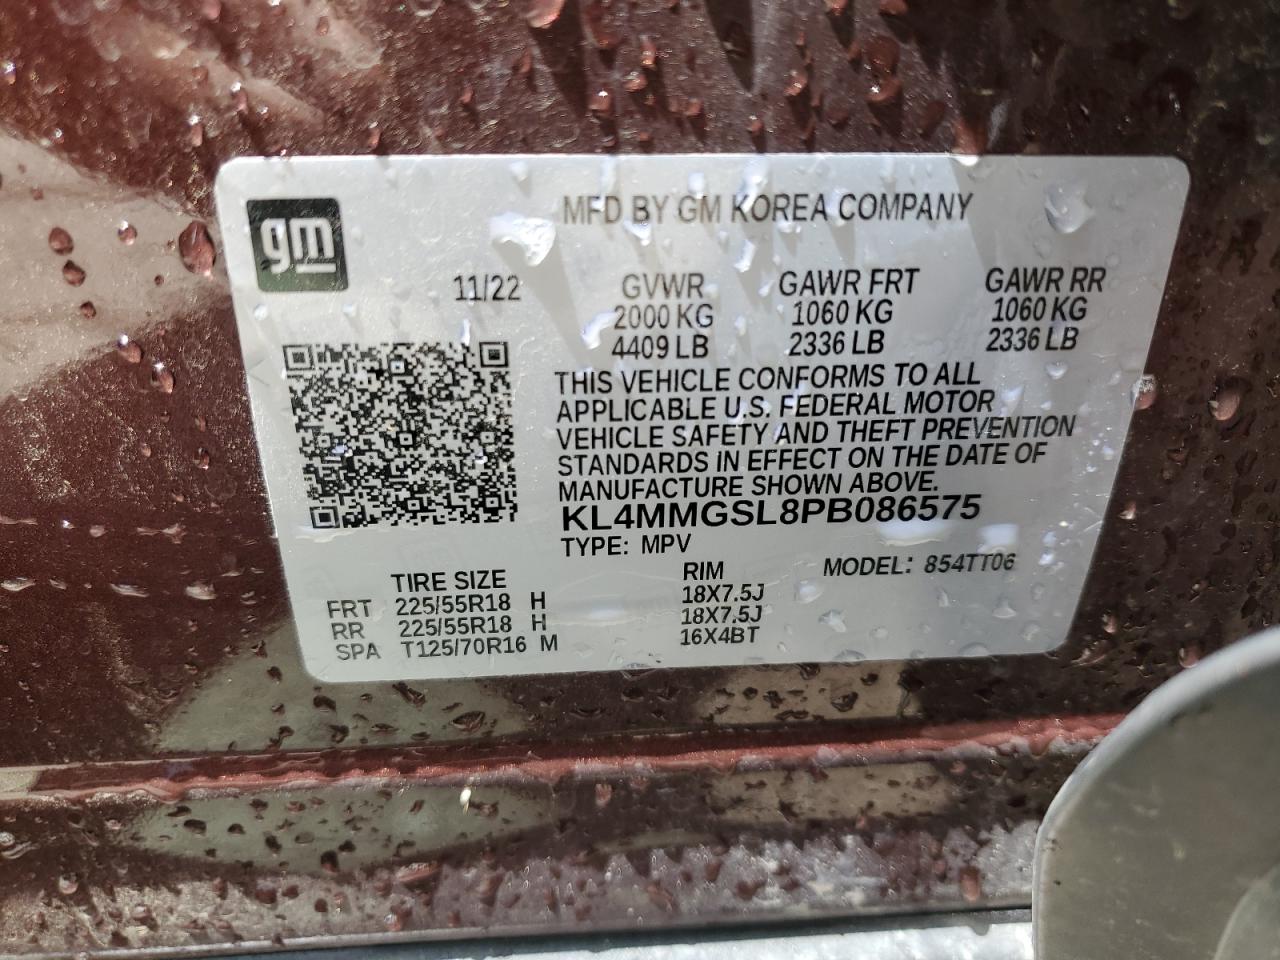 gm
MFD BY GM KOREA COMPANY
11/22 GVWR GAWR FRT GAWR RR
2000 KG 1060 KG 1060 KG
4409 LB 2336 LB 2336 LB
THIS VEHICLE CONFORMS TO ALL
APPLICABLE U.S. FEDERAL MOTOR
VEHICLE SAFETY AND THEFT PREVENTION
STANDARDS IN EFFECT ON THE DATE OF
MANUFACTURE SHOWN ABOVE.
KL4MMGSL8PB086575
TYPE: MPV
TIRE SIZE RIM MODEL: 854TT06
FRT 225/55R18 H 18X7.5J
RR 225/55R18 H 18X7.5J
SPA T125/70R16 M 16X4BT